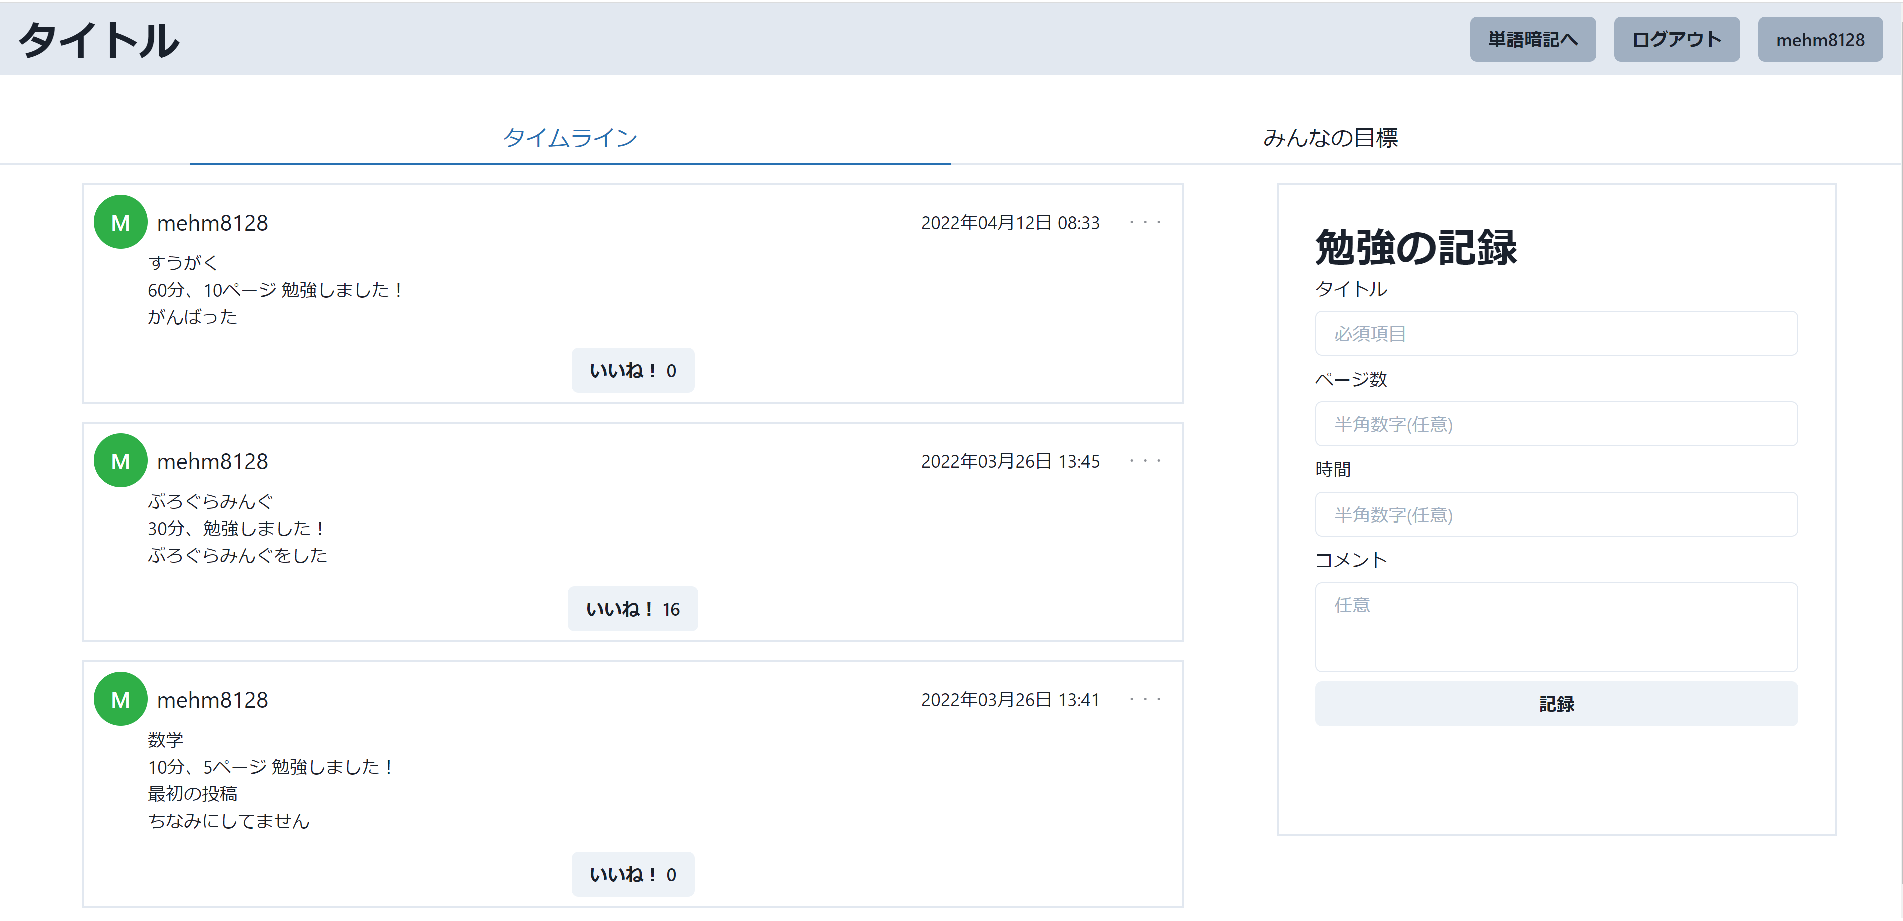 タイトル
単語暗記へ
ログアウト
mehm8128
タイムライン
みんなの目標
M
mehm8128
2022年04月12日 08:33
···
すうがく
60分、10ページ 勉強しました！
がんばった
いいね！ 0
M
mehm8128
2022年03月26日 13:45
···
ぷろぐらみんぐ
30分、勉強しました！
ぷろぐらみんぐをした
いいね！ 16
M
mehm8128
2022年03月26日 13:41
···
数学
10分、5ページ 勉強しました！
最初の投稿
ちなみにしてません
いいね！ 0
勉強の記録
タイトル
必須項目
ページ数
半角数字(任意)
時間
半角数字(任意)
コメント
任意
記録